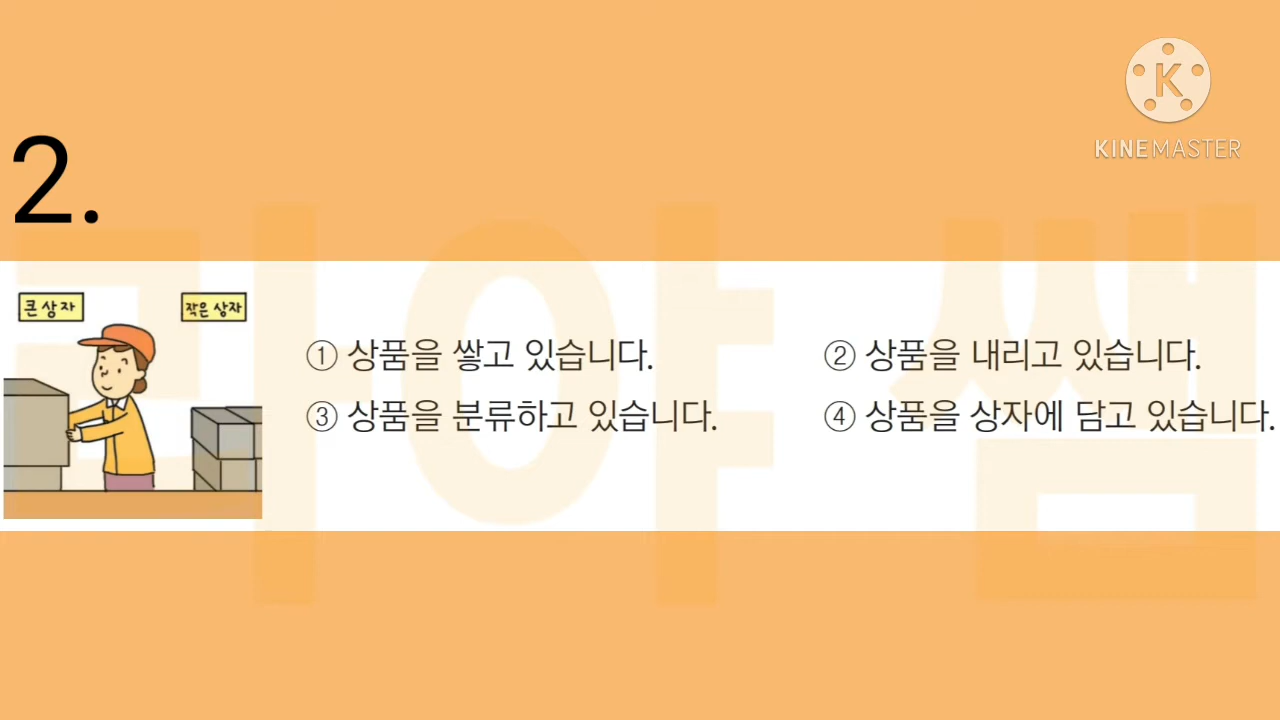 KINEMASTER
2.
큰 상자 작은 상자
① 상품을 쌓고 있습니다. ② 상품을 내리고 있습니다.
③ 상품을 분류하고 있습니다. ④ 상품을 상자에 담고 있습니다.